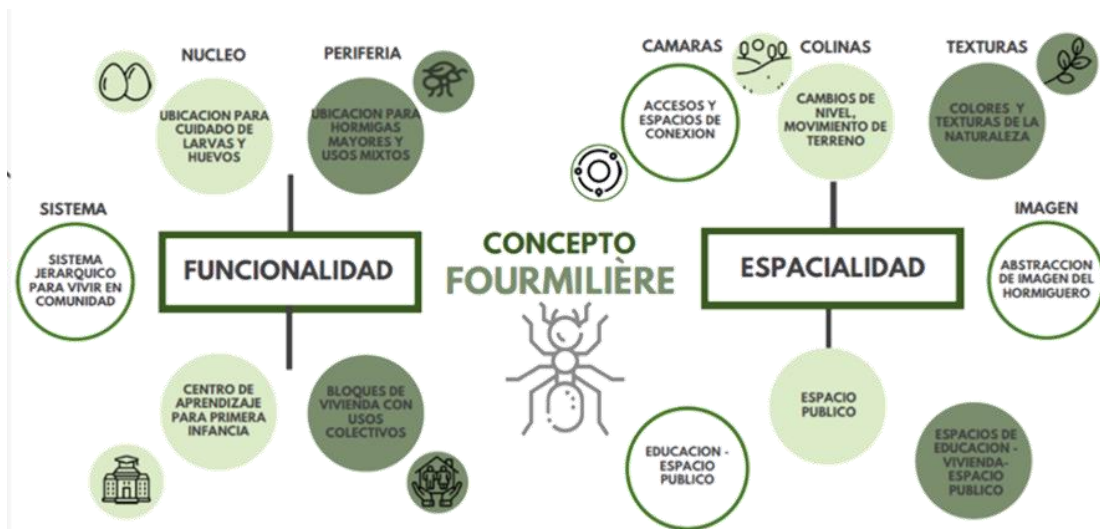 NUCLEO
UBICACION PARA
CUIDADO DE
LARVAS Y
HUEVOS
PERIFERIA
UBICACION PARA
HORMIGAS
MAYORES Y
USOS MIXTOS
SISTEMA
SISTEMA
JERARQUICO
PARA VIVIR EN
COMUNIDAD
FUNCIONALIDAD
CENTRO DE
APRENDIZAJE
PARA PRIMERA
INFANCIA
BLOQUES DE
VIVIENDA CON
USOS
COLECTIVOS
CONCEPTO
FOURMILIÈRE
CAMARAS
ACCESOS Y
ESPACIOS DE
CONEXION
COLINAS
CAMBIOS DE
NIVEL,
MOVIMIENTO DE
TERRENO
TEXTURAS
COLORES Y
TEXTURAS DE LA
NATURALEZA
ESPACIALIDAD
IMAGEN
ABSTRACCION
DE IMAGEN DEL
HORMIGUERO
EDUCACION -
ESPACIO
PUBLICO
ESPACIO
PUBLICO
ESPACIOS DE
EDUCACION -
VIVIENDA-
ESPACIO
PUBLICO